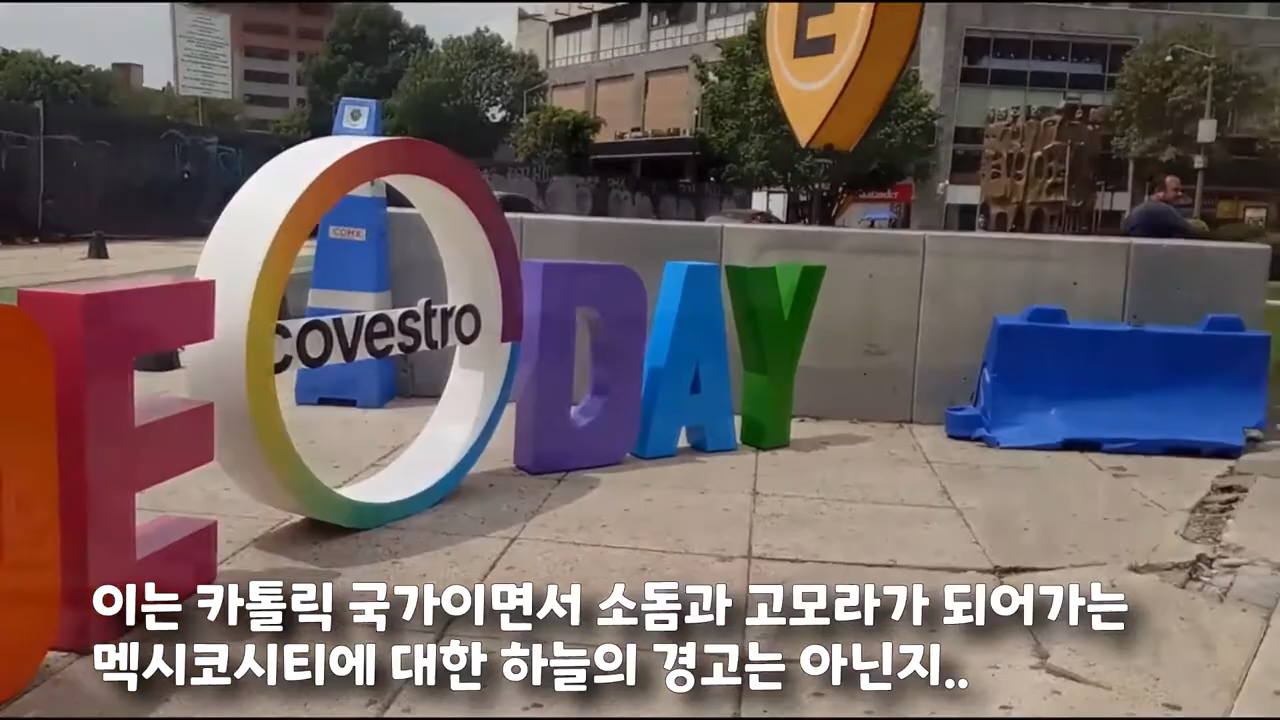 E
CDMX
Santander
covestro
DE DAY
이는 카톨릭 국가이면서 소돔과 고모라가 되어가는
멕시코시티에 대한 하늘의 경고는 아닌지..